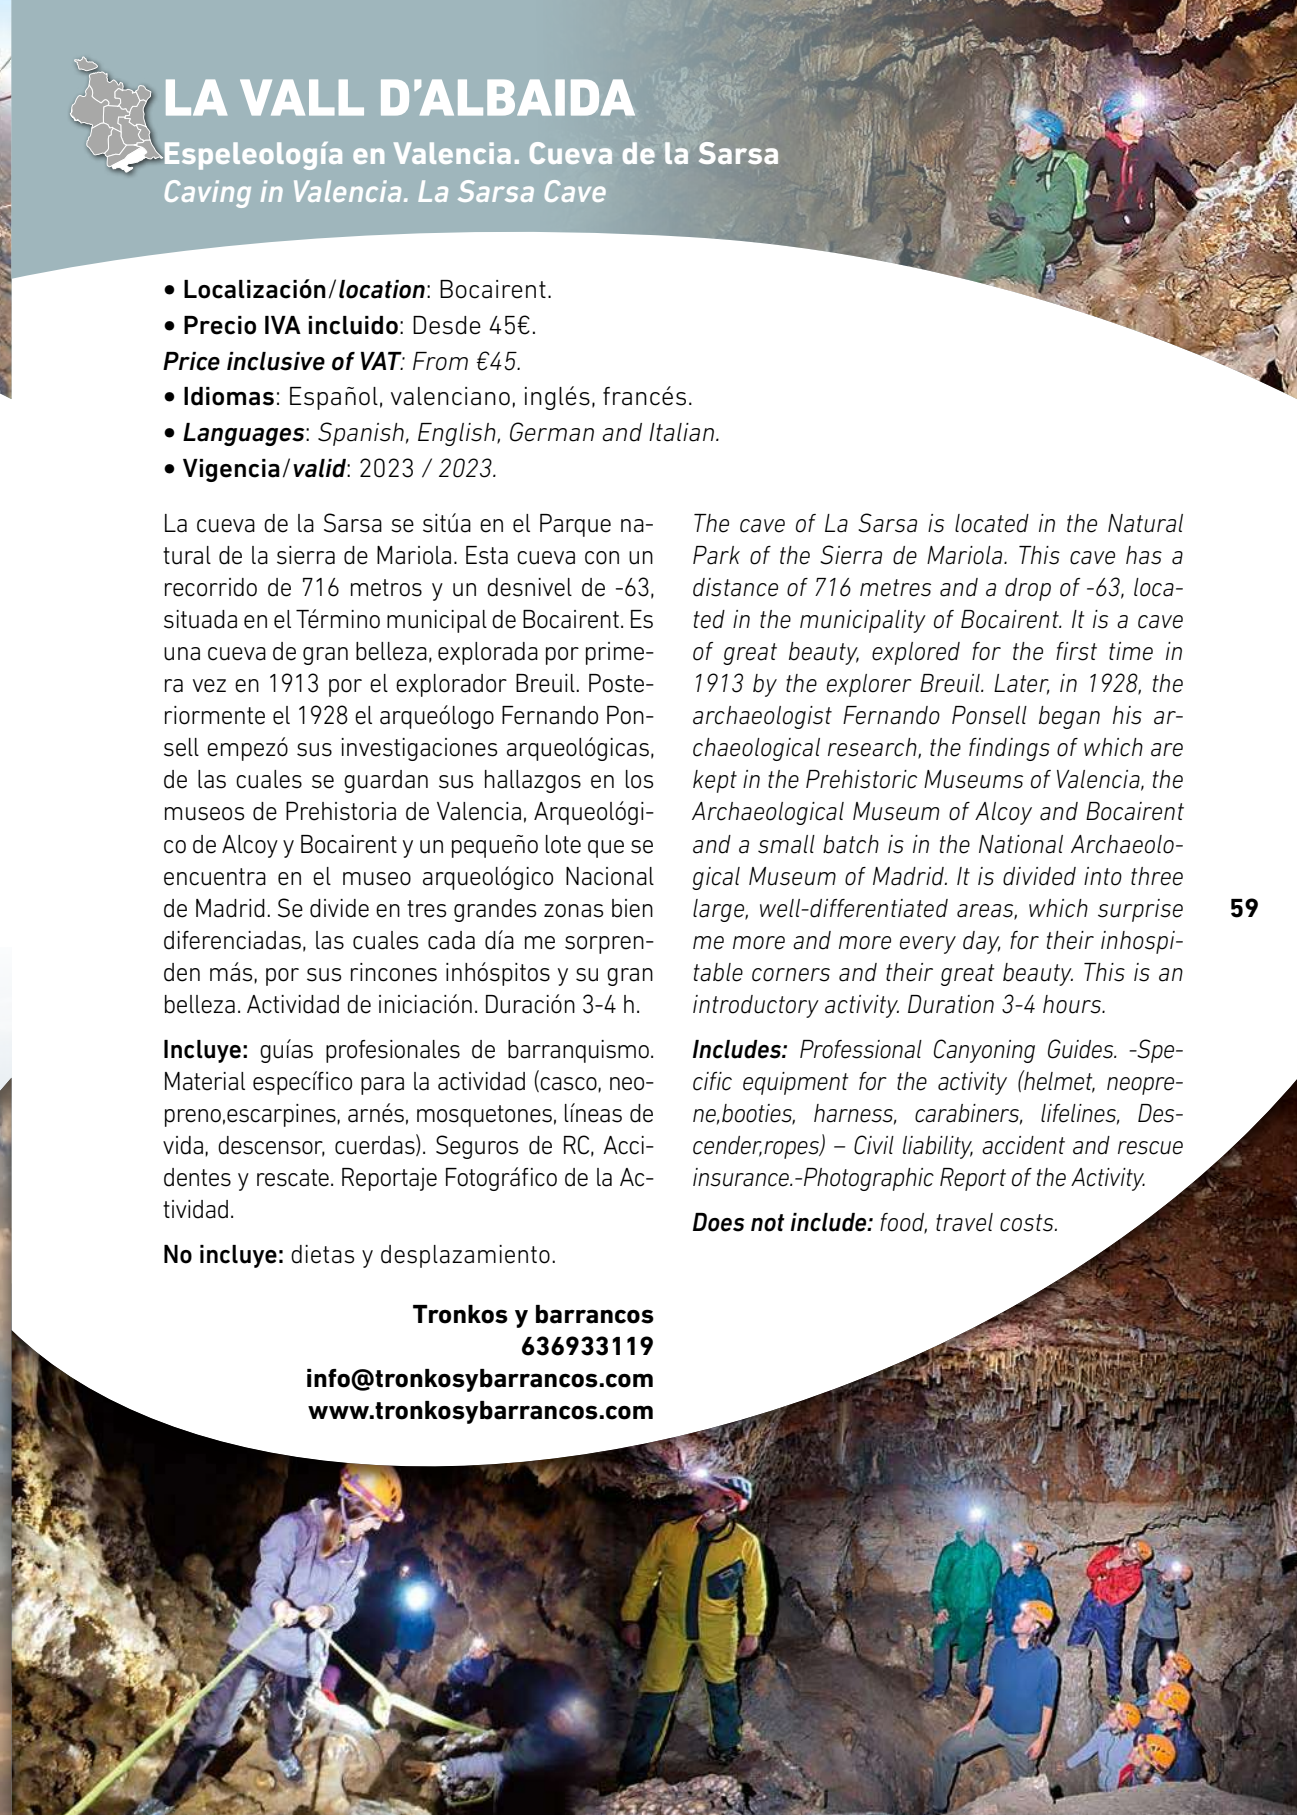 LA VALL D'ALBAIDA
Espeleología en Valencia. Cueva de la Sarsa
Caving in Valencia. La Sarsa Cave
• Localización/location: Bocairent.
• Precio IVA incluido: Desde 45€.
Price inclusive of VAT: From €45.
• Idiomas: Español, valenciano, inglés, francés.
• Languages: Spanish, English, German and Italian.
• Vigencia/valid: 2023 / 2023.
La cueva de la Sarsa se sitúa en el Parque na-
tural de la sierra de Mariola. Esta cueva con un
recorrido de 716 metros y un desnivel de -63,
situada en el Término municipal de Bocairent. Es
una cueva de gran belleza, explorada por prime-
ra vez en 1913 por el explorador Breuil. Poste-
riormente el 1928 el arqueólogo Fernando Pon-
sell empezó sus investigaciones arqueológicas,
de las cuales se guardan sus hallazgos en los
museos de Prehistoria de Valencia, Arqueológi-
co de Alcoy y Bocairent y un pequeño lote que se
encuentra en el museo arqueológico Nacional
de Madrid. Se divide en tres grandes zonas bien
diferenciadas, las cuales cada día me sorpren-
den más, por sus rincones inhóspitos y su gran
belleza. Actividad de iniciación. Duración 3-4 h.
Incluye: guías profesionales de barranquismo.
Material específico para la actividad (casco, neo-
preno,escarpines, arnés, mosquetones, líneas de
vida, descensor, cuerdas). Seguros de RC, Acci-
dentes y rescate. Reportaje Fotográfico de la Ac-
tividad.
No incluye: dietas y desplazamiento.
Tronkos y barrancos
636933119
info@tronkosybarrancos.com
www.tronkosybarrancos.com
The cave of La Sarsa is located in the Natural
Park of the Sierra de Mariola. This cave has a
distance of 716 metres and a drop of -63, loca-
ted in the municipality of Bocairent. It is a cave
of great beauty, explored for the first time in
1913 by the explorer Breuil. Later, in 1928, the
archaeologist Fernando Ponsell began his ar-
chaeological research, the findings of which are
kept in the Prehistoric Museums of Valencia, the
Archaeological Museum of Alcoy and Bocairent
and a small batch is in the National Archaeolo-
gical Museum of Madrid. It is divided into three
large, well-differentiated areas, which surprise
me more and more every day, for their inhospi-
table corners and their great beauty. This is an
introductory activity. Duration 3-4 hours.
Includes: Professional Canyoning Guides. -Spe-
cific equipment for the activity (helmet, neopre-
ne,booties, harness, carabiners, lifelines, Des-
cender,ropes) – Civil liability, accident and rescue
insurance.-Photographic Report of the Activity.
Does not include: food, travel costs.
59